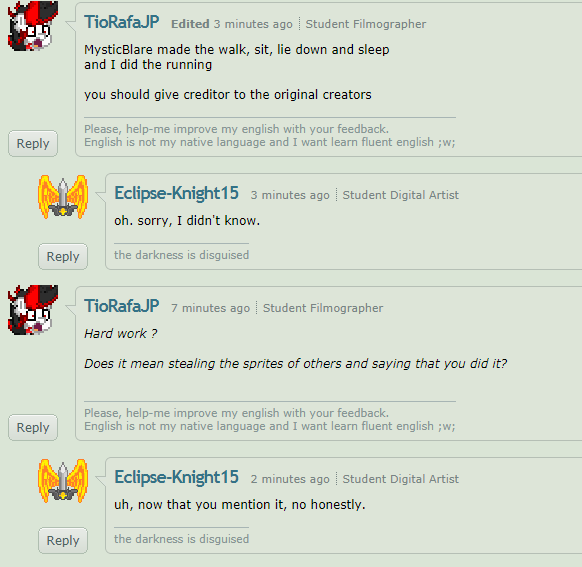 TioRafaJP Edited 3 minutes ago Student Filmographer
MysticBlare made the walk, sit, lie down and sleep
and I did the running
you should give creditor to the original creators
Please, help-me improve my english with your feedback.
English is not my native language and I want learn fluent english ;w;
Reply
Eclipse-Knight15 3 minutes ago Student Digital Artist
oh. sorry, I didn't know.
the darkness is disguised
Reply
TioRafaJP 7 minutes ago Student Filmographer
Hard work ?
Does it mean stealing the sprites of others and saying that you did it?
Please, help-me improve my english with your feedback.
English is not my native language and I want learn fluent english ;w;
Reply
Eclipse-Knight15 2 minutes ago Student Digital Artist
uh, now that you mention it, no honestly.
the darkness is disguised
Reply